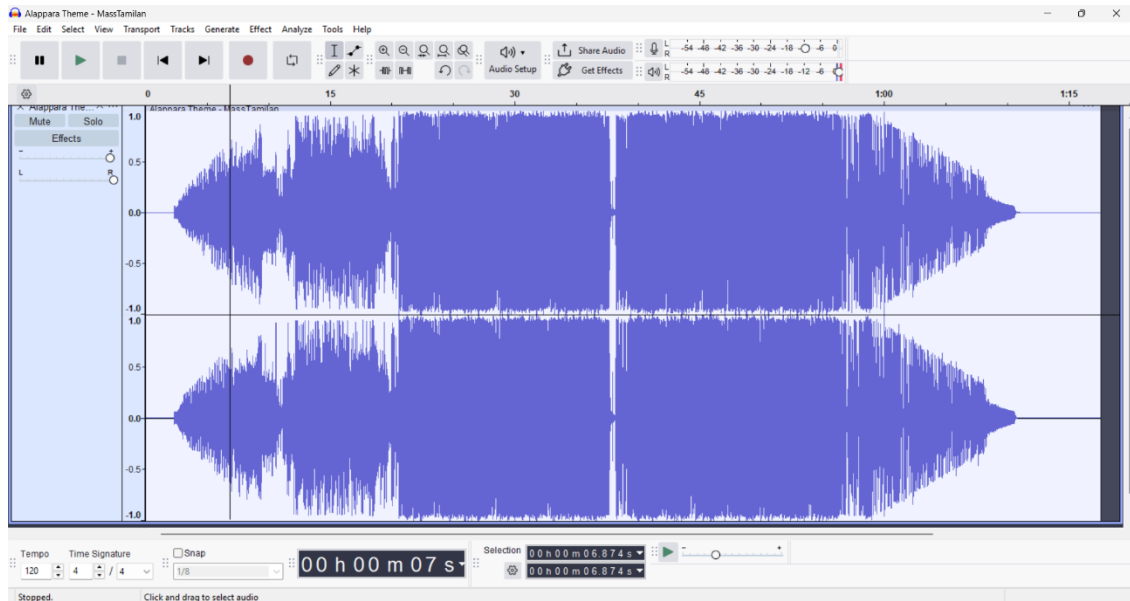 Alappara Theme - MassTamilan
File Edit Select View Transport Tracks Generate Effect Analyze Tools Help
Audio Setup
Share Audio
Get Effects
L
R
-54 -48 -42 -36 -30 -24 -18 -6 0
L
R
-54 -48 -42 -36 -30 -24 -18 -12 -6
0 15 30 45 1:00 1:15
Alappara The...
Alappara Theme - MassTamilan
Mute Solo
Effects
- +
L R
1.0
0.5
0.0
-0.5
-1.0
1.0
0.5
0.0
-0.5
-1.0
Tempo Time Signature Snap
120 4 / 4 1/8
00 h 00 m 07 s
Selection
00 h 00 m 06.874 s
00 h 00 m 06.874 s
- +
Stopped. Click and drag to select audio